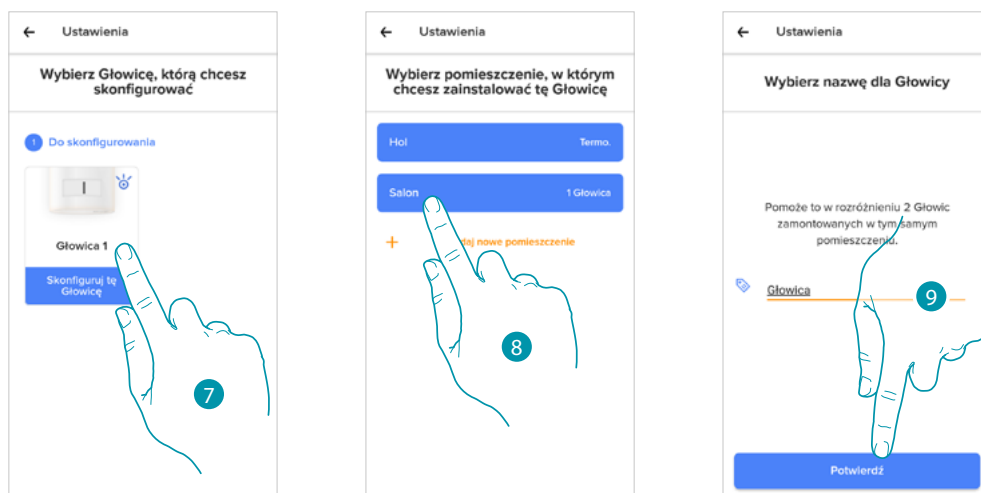 Ustawienia
Wybierz Głowicę, którą chcesz
skonfigurować
1 Do skonfigurowania
Głowica 1
Skonfiguruj tę
Głowicę
7
Ustawienia
Wybierz pomieszczenie, w którym
chcesz zainstalować tę Głowicę
Hol Termo.
Salon 1 Głowica
+ daj nowe pomieszczenie
8
Ustawienia
Wybierz nazwę dla Głowicy
Pomoże to w rozróżnieniu 2 Głowic
zamontowanych w tym samym
pomieszczeniu.
Głowica
9
Potwierdź